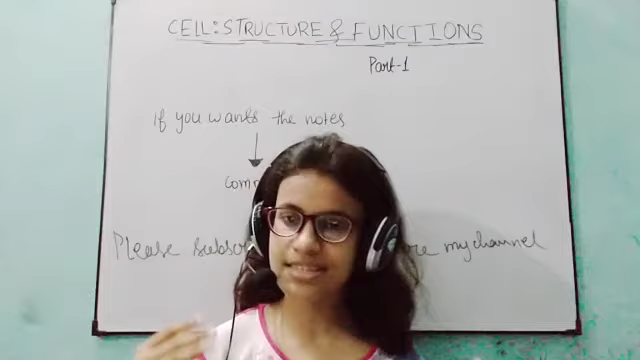 CELL: STRUCTURE & FUNCTIONS
Part-1
if you wants the notes
Please my channel